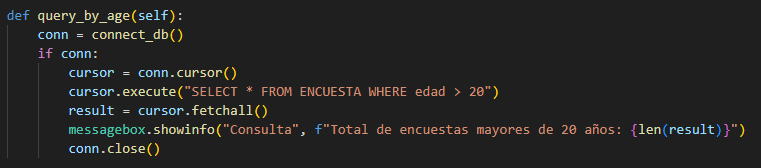 def query_by_age(self):
    conn = connect_db()
    if conn:
        cursor = conn.cursor()
        cursor.execute("SELECT * FROM ENCUESTA WHERE edad > 20")
        result = cursor.fetchall()
        messagebox.showinfo("Consulta", f"Total de encuestas mayores de 20 años: {len(result)}")
        conn.close()